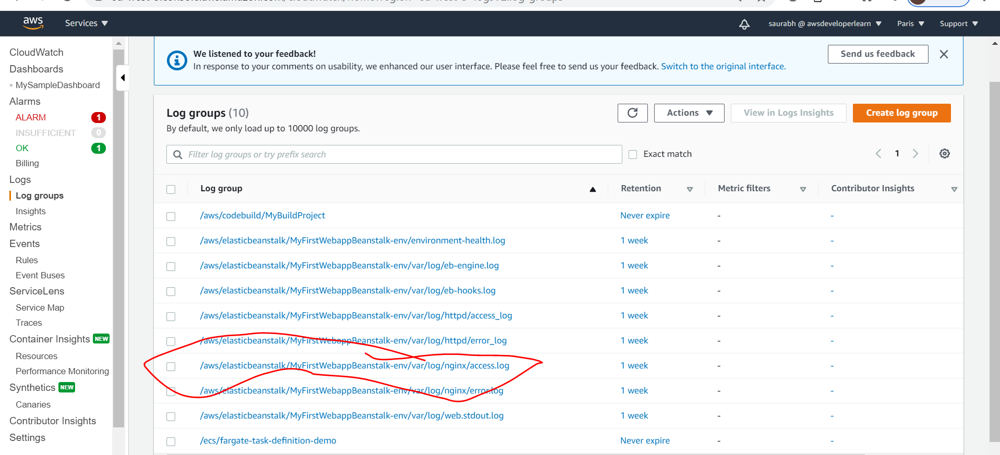 aws
Services
saurabh @ awsdeveloperlearn
Paris
Support
CloudWatch
Dashboards
* MySampleDashboard
Alarms
ALARM 1
INSUFFICIENT 0
OK 1
Billing
Logs
Log groups
Insights
Metrics
Events
Rules
Event Buses
ServiceLens
Service Map
Traces
Container Insights NEW
Resources
Performance Monitoring
Synthetics NEW
Canaries
Contributor Insights
Settings
We listened to your feedback!
In response to your comments on usability, we enhanced our user interface. Please feel free to send us your feedback. Switch to the original interface.
Send us feedback
Log groups (10)
By default, we only load up to 10000 log groups.
Actions
View in Logs Insights
Create log group
Filter log groups or try prefix search
Exact match
1
Log group Retention Metric filters Contributor Insights
/aws/codebuild/MyBuildProject Never expire - -
/aws/elasticbeanstalk/MyFirstWebappBeanstalk-env/environment-health.log 1 week - -
/aws/elasticbeanstalk/MyFirstWebappBeanstalk-env/var/log/eb-engine.log 1 week - -
/aws/elasticbeanstalk/MyFirstWebappBeanstalk-env/var/log/eb-hooks.log 1 week - -
/aws/elasticbeanstalk/MyFirstWebappBeanstalk-env/var/log/httpd/access_log 1 week - -
/aws/elasticbeanstalk/MyFirstWebappBeanstalk-env/var/log/httpd/error_log 1 week - -
/aws/elasticbeanstalk/MyFirstWebappBeanstalk-env/var/log/nginx/access.log 1 week - -
/aws/elasticbeanstalk/MyFirstWebappBeanstalk-env/var/log/nginx/error.log 1 week - -
/aws/elasticbeanstalk/MyFirstWebappBeanstalk-env/var/log/web.stdout.log 1 week - -
/ecs/fargate-task-definition-demo Never expire - -